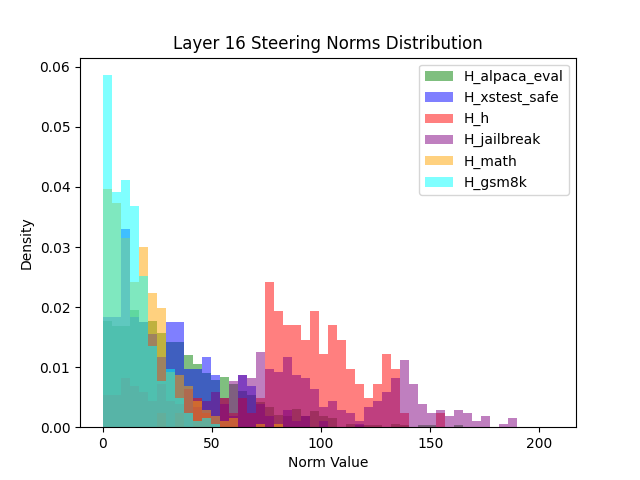 Layer 16 Steering Norms Distribution
0.06
0.05
0.04
0.03
0.02
0.01
0.00
Density
H_alpaca_eval
H_xstest_safe
H_h
H_jailbreak
H_math
H_gsm8k
0 50 100 150 200
Norm Value